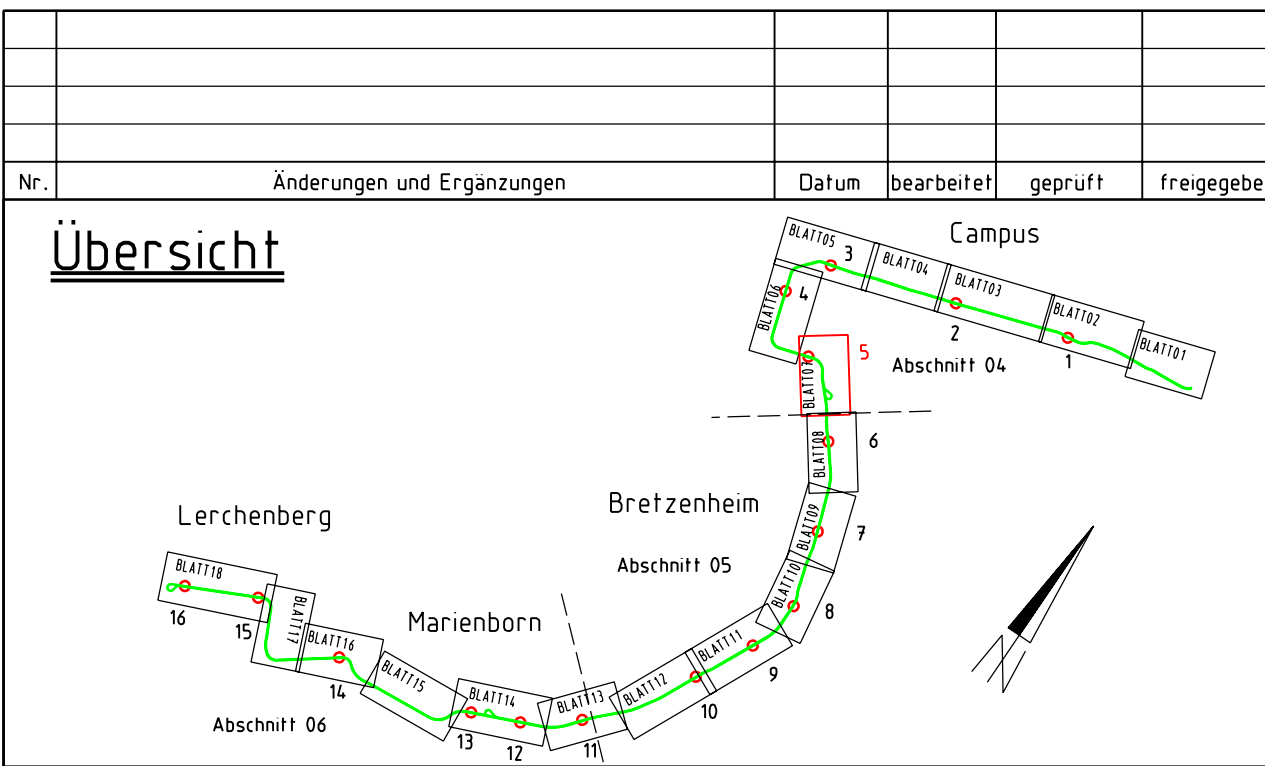 Nr. Änderungen und Ergänzungen Datum bearbeitet geprüft freigegebe
Übersicht
Campus
BLATT05
3
BLATT04
BLATT03
BLATT02
BLATT01
BLATT06
4
2
1
Abschnitt 04
5
BLATT07
BLATT08
6
Bretzenheim
BLATT09
7
Abschnitt 05
BLATT10
8
Lerchenberg
BLATT18
16
15
BLATT17
Marienborn
BLATT16
14
BLATT15
BLATT14
13
12
BLATT13
11
BLATT12
10
BLATT11
9
Abschnitt 06
N